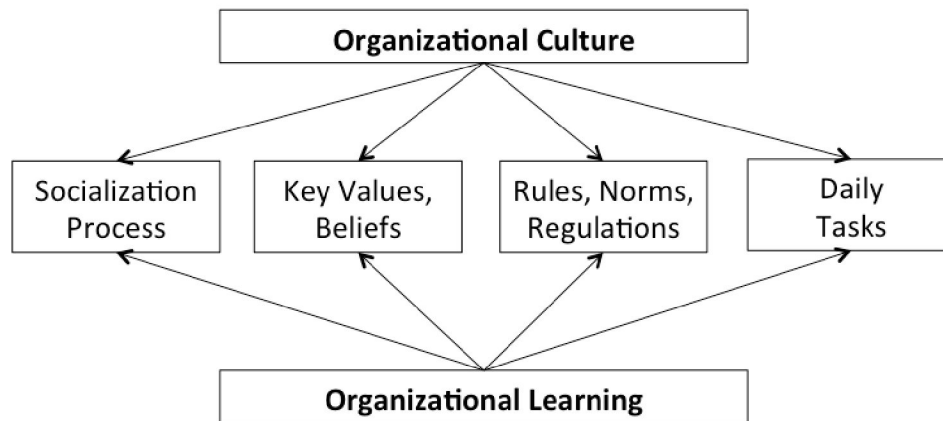 Organizational Culture
Socialization
Process
Key Values,
Beliefs
Rules, Norms,
Regulations
Daily
Tasks
Organizational Learning